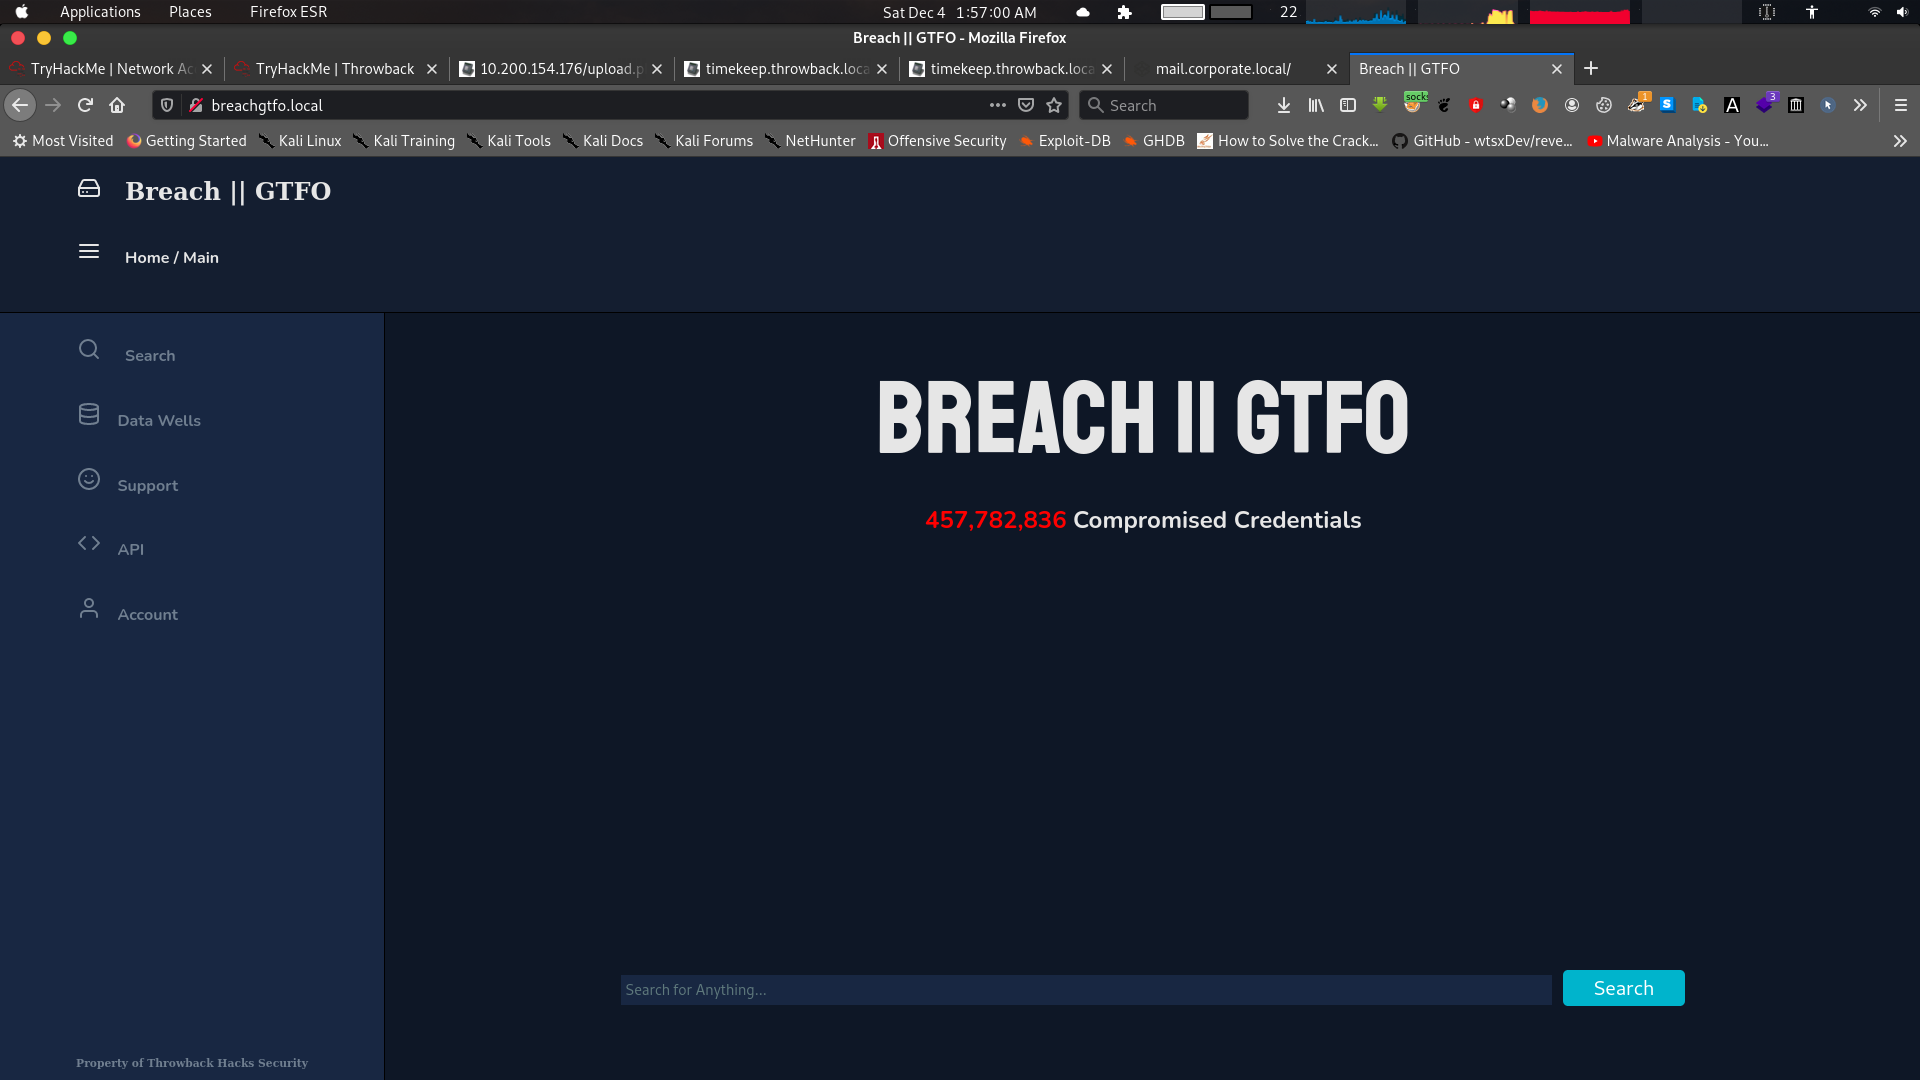 Applications Places Firefox ESR Sat Dec 4 1:57:00 AM 22
Breach || GTFO - Mozilla Firefox
TryHackMe | Network Ac TryHackMe | Throwback 10.200.154.176/upload.p timekeep.throwback.loca timekeep.throwback.loca mail.corporate.local/ Breach || GTFO
breachgtfo.local Search socks 1 3
Most Visited Getting Started Kali Linux Kali Training Kali Tools Kali Docs Kali Forums NetHunter Offensive Security Exploit-DB GHDB How to Solve the Crack... GitHub - wtsxDev/reve... Malware Analysis - You...
Breach || GTFO
Home / Main
Search
Data Wells
Support
API
Account
BREACH || GTFO
457,782,836 Compromised Credentials
Search for Anything... Search
Property of Throwback Hacks Security